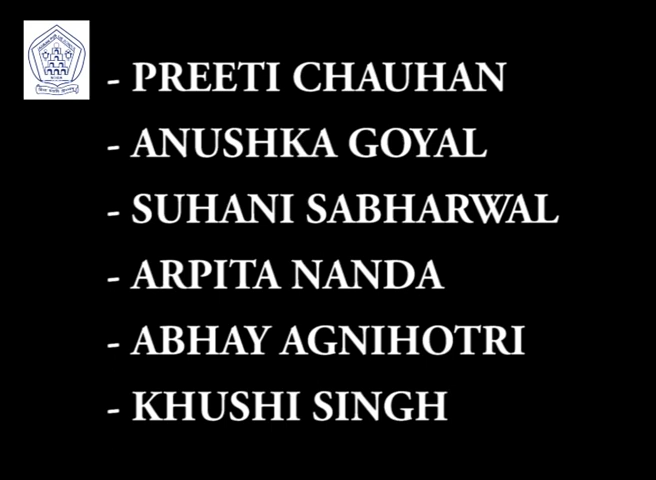 - PREETI CHAUHAN
- ANUSHKA GOYAL
- SUHANI SABHARWAL
- ARPITA NANDA
- ABHAY AGNIHOTRI
- KHUSHI SINGH